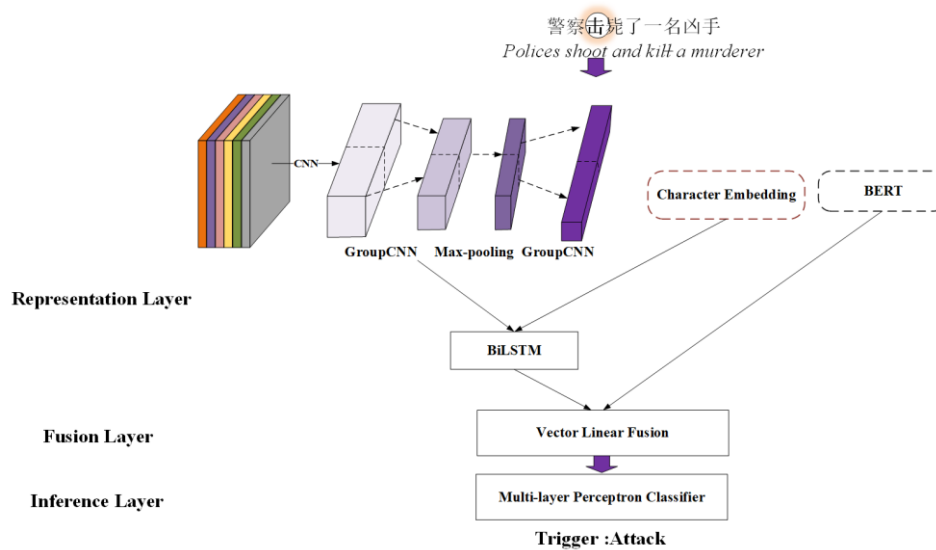 警察击毙了一名凶手
Polices shoot and kill a murderer
CNN
Character Embedding
BERT
GroupCNN
Max-pooling
GroupCNN
Representation Layer
BiLSTM
Fusion Layer
Vector Linear Fusion
Inference Layer
Multi-layer Perceptron Classifier
Trigger :Attack